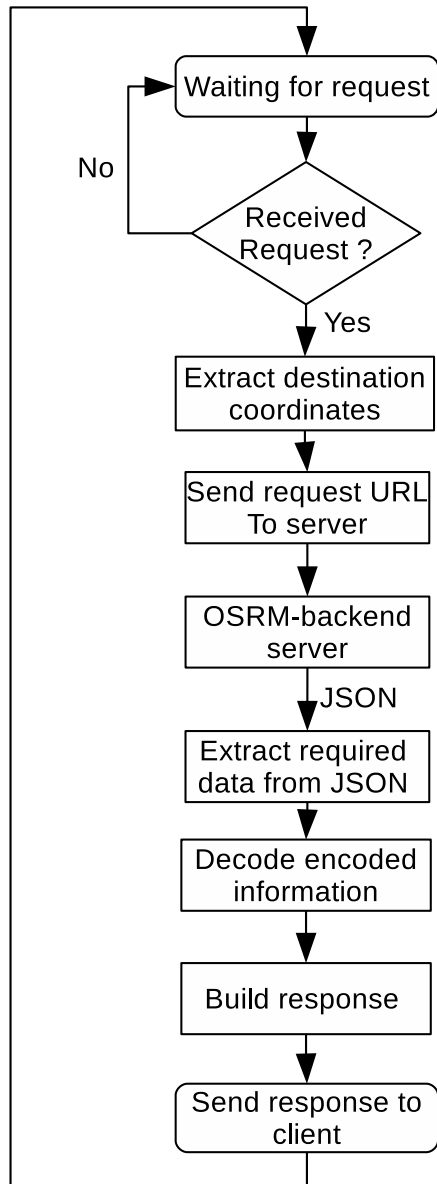 Waiting for request
No
Received
Request ?
Yes
Extract destination
coordinates
Send request URL
To server
OSRM-backend
server
JSON
Extract required
data from JSON
Decode encoded
information
Build response
Send response to
client